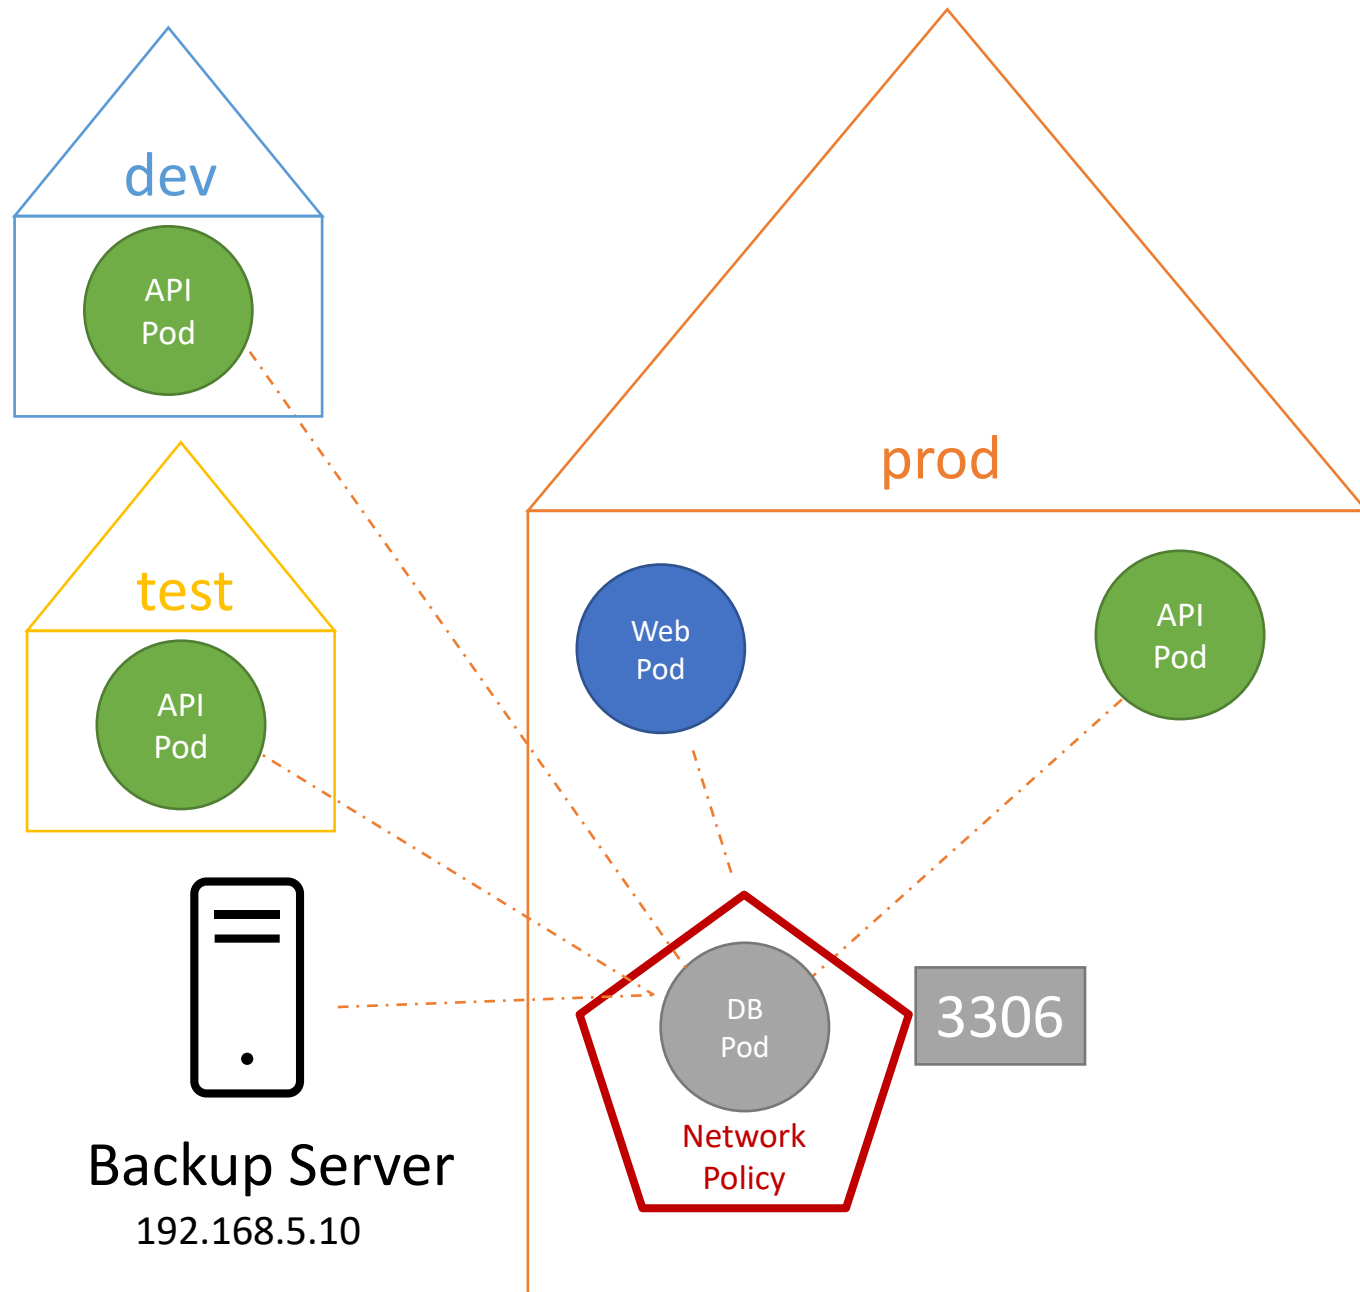 dev
API
Pod
prod
test
Web
Pod
API
Pod
API
Pod
DB
Pod
3306
Network
Policy
Backup Server
192.168.5.10